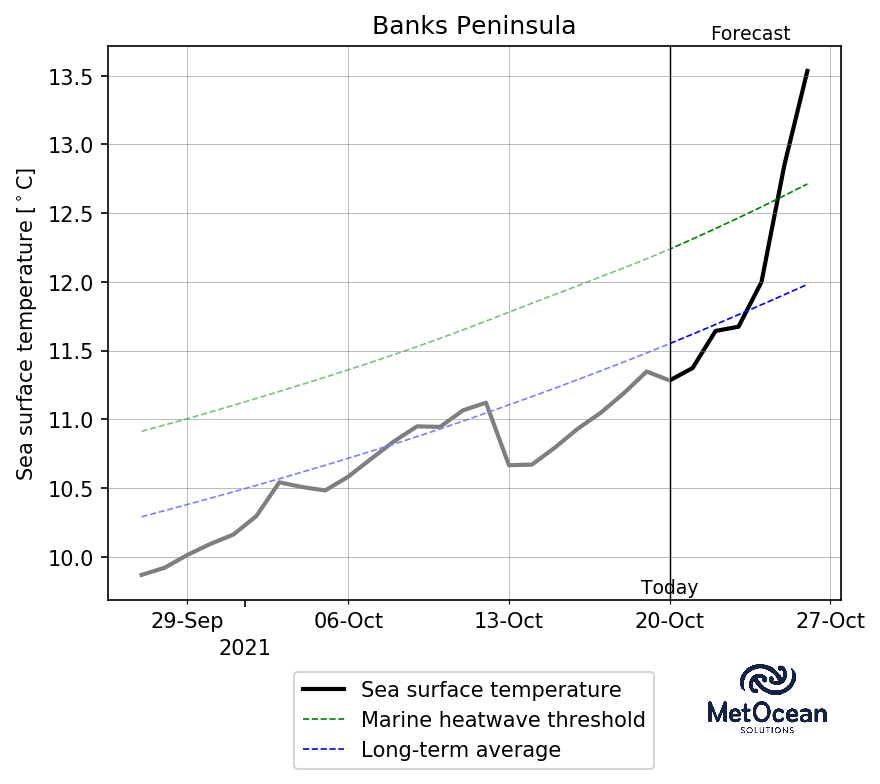 Banks Peninsula
Forecast
Sea surface temperature [°C]
13.5
13.0
12.5
12.0
11.5
11.0
10.5
10.0
Today
29-Sep 06-Oct 13-Oct 20-Oct 27-Oct
2021
Sea surface temperature
Marine heatwave threshold
Long-term average
MetOcean
SOLUTIONS